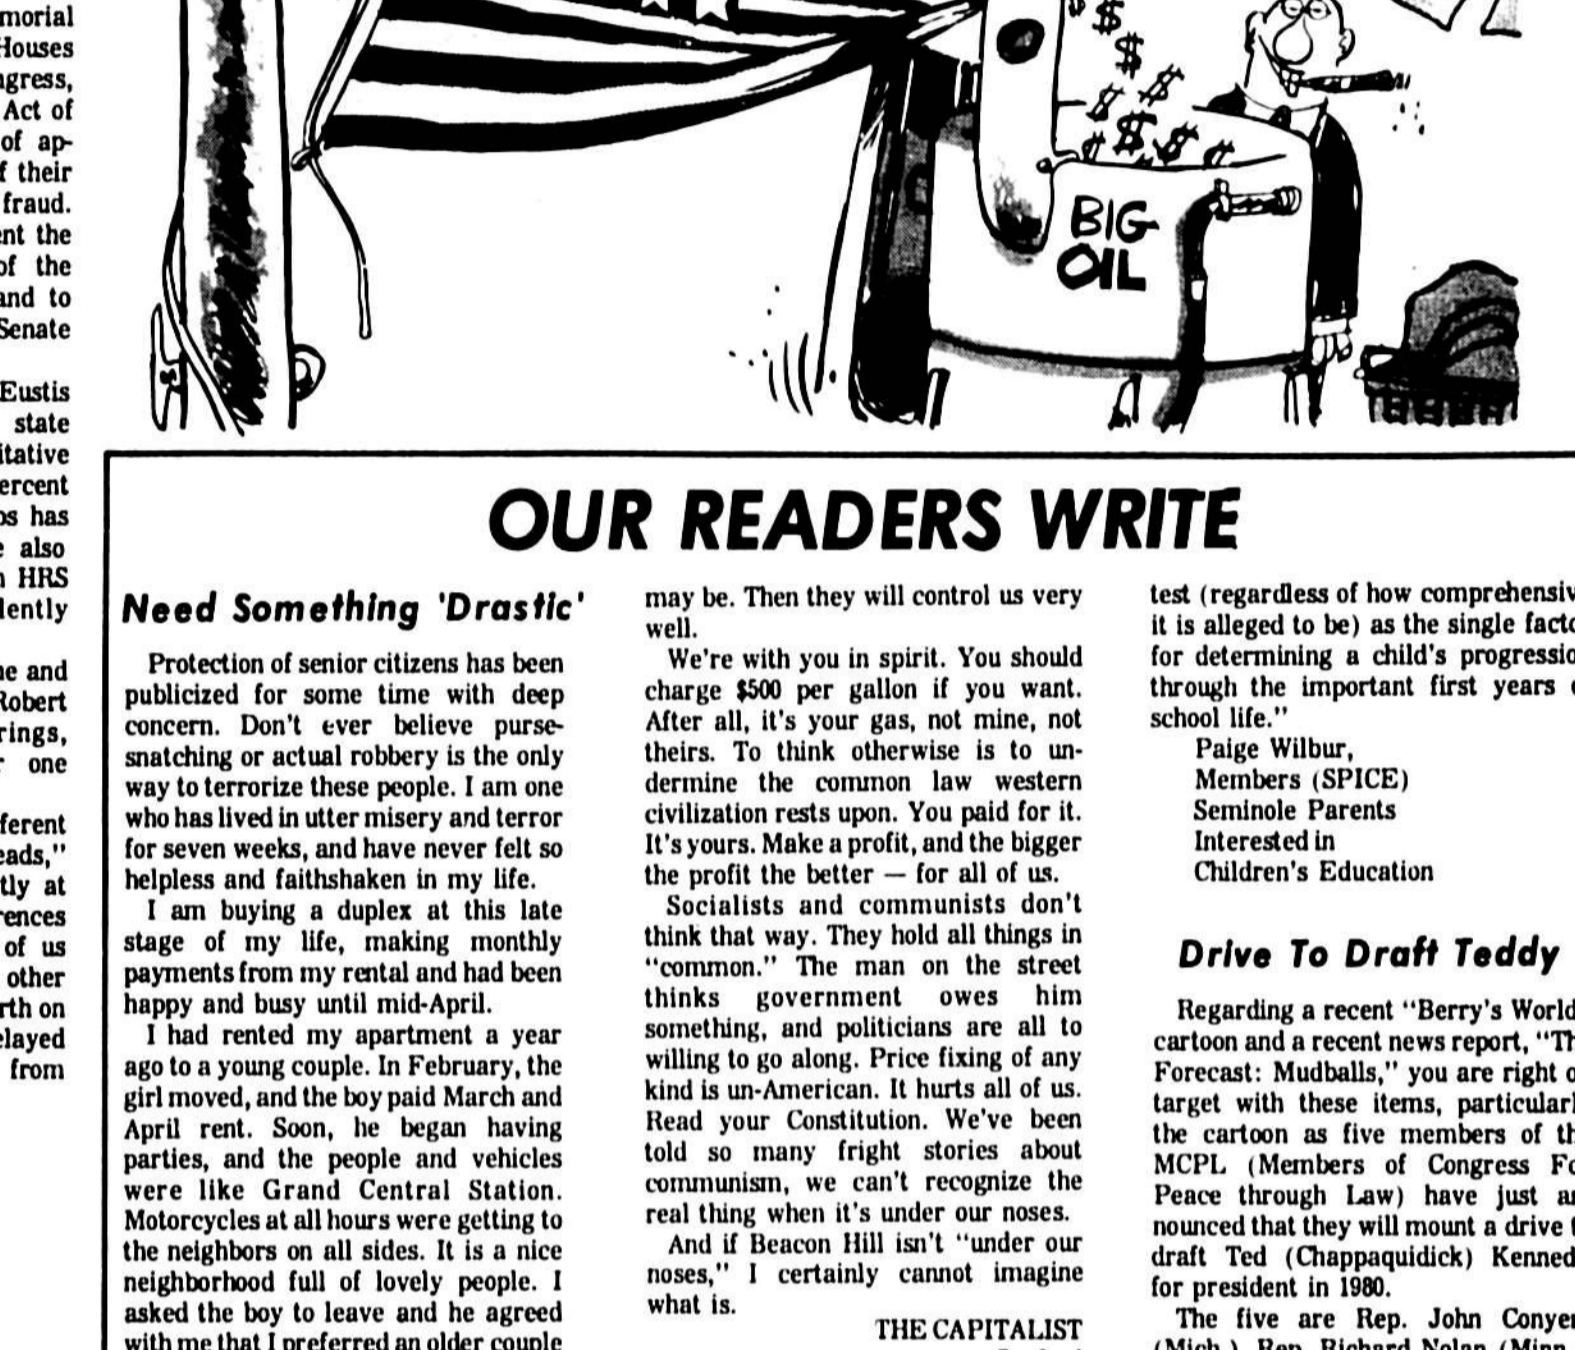 morial
Houses
ngress,
Act of
of ap-
f their
fraud.
ent the
of the
and to
Senate
Eustis
state
itative
ercent
ps has
e also
n HRS
lently
ne and
Robert
rings,
r one
ferent
eads,"
tly at
rences
of us
other
rth on
elayed
from
$ $
$
$ $
$ $ $ $
BIG
OIL
OUR READERS WRITE
Need Something 'Drastic'
Protection of senior citizens has been
publicized for some time with deep
concern. Don't ever believe purse-
snatching or actual robbery is the only
way to terrorize these people. I am one
who has lived in utter misery and terror
for seven weeks, and have never felt so
helpless and faithshaken in my life.
I am buying a duplex at this late
stage of my life, making monthly
payments from my rental and had been
happy and busy until mid-April.
I had rented my apartment a year
ago to a young couple. In February, the
girl moved, and the boy paid March and
April rent. Soon, he began having
parties, and the people and vehicles
were like Grand Central Station.
Motorcycles at all hours were getting to
the neighbors on all sides. It is a nice
neighborhood full of lovely people. I
asked the boy to leave and he agreed
with me that I preferred an older couple
may be. Then they will control us very
well.
We're with you in spirit. You should
charge $500 per gallon if you want.
After all, it's your gas, not mine, not
theirs. To think otherwise is to un-
dermine the common law western
civilization rests upon. You paid for it.
It's yours. Make a profit, and the bigger
the profit the better — for all of us.
Socialists and communists don't
think that way. They hold all things in
"common." The man on the street
thinks government owes him
something, and politicians are all to
willing to go along. Price fixing of any
kind is un-American. It hurts all of us.
Read your Constitution. We've been
told so many fright stories about
communism, we can't recognize the
real thing when it's under our noses.
And if Beacon Hill isn't "under our
noses," I certainly cannot imagine
what is.
THE CAPITALIST
test (regardless of how comprehensiv
it is alleged to be) as the single facto
for determining a child's progressio
through the important first years o
school life."
Paige Wilbur,
Members (SPICE)
Seminole Parents
Interested in
Children's Education
Drive To Draft Teddy
Regarding a recent "Berry's World
cartoon and a recent news report, "Th
Forecast: Mudballs," you are right o
target with these items, particularl
the cartoon as five members of th
MCPL (Members of Congress Fo
Peace through Law) have just an
nounced that they will mount a drive t
draft Ted (Chappaquidick) Kenned
for president in 1980.
The five are Rep. John Conyer
(Mich.), Rep. Richard Nolan (Minn.